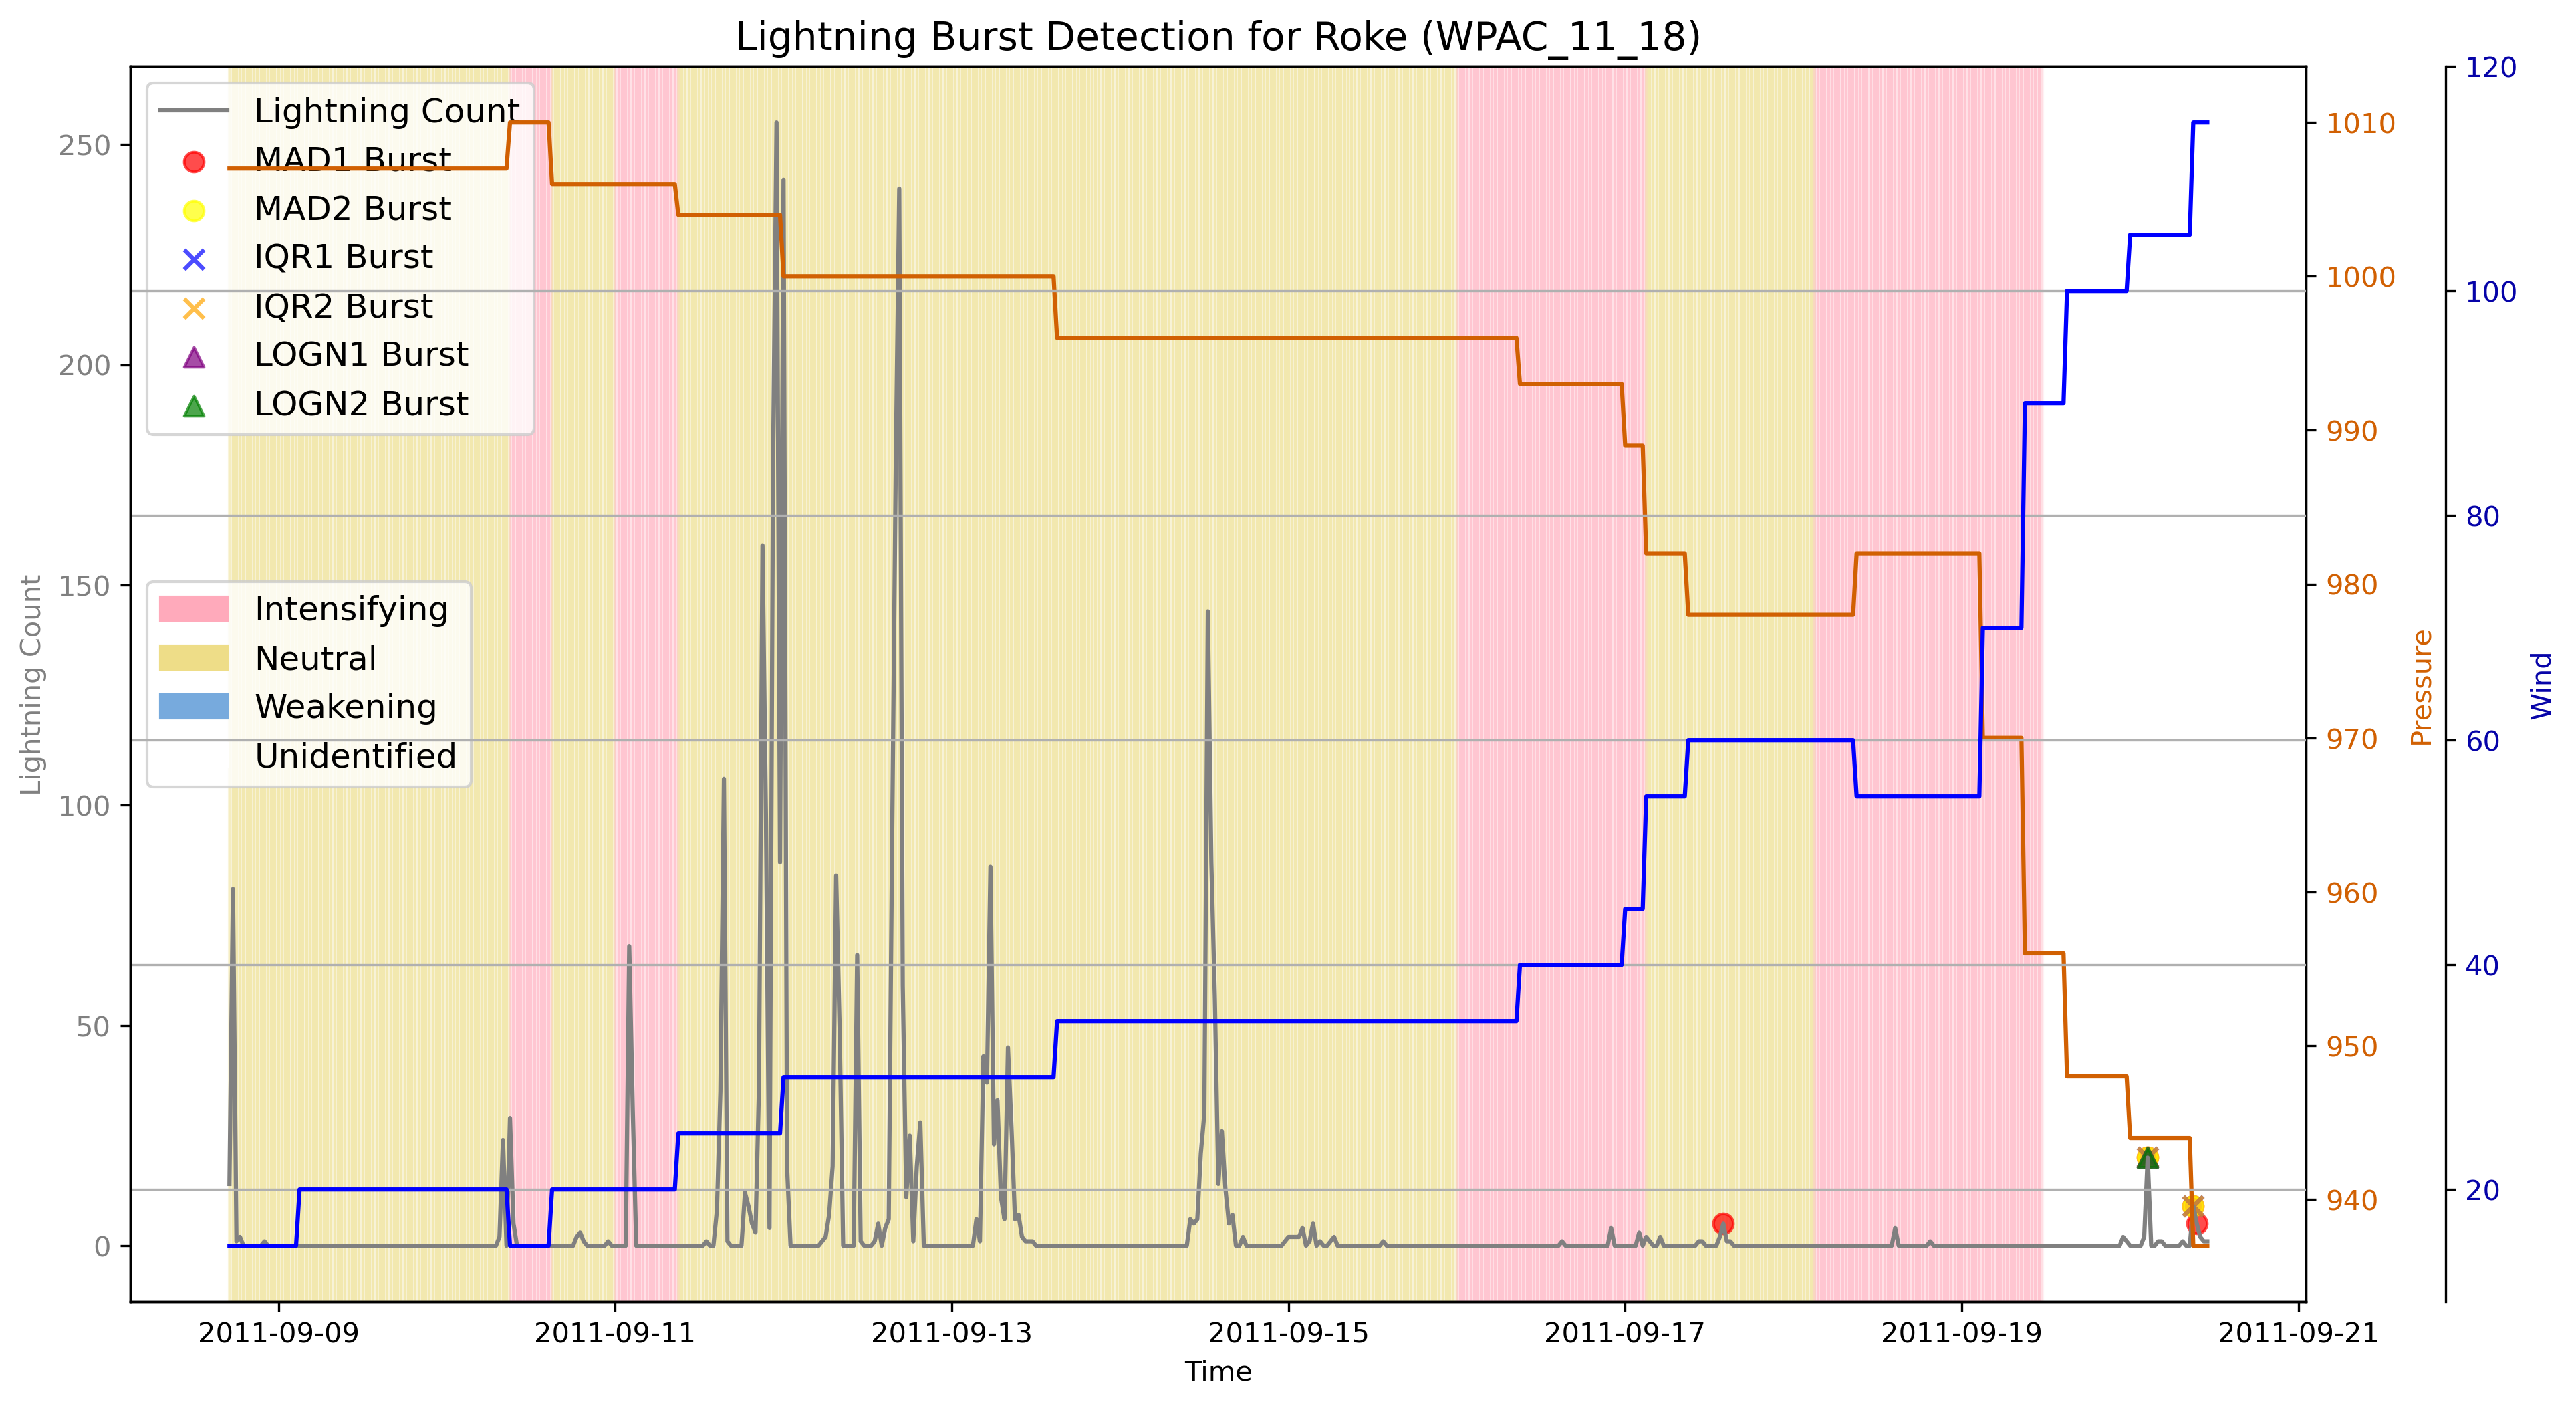 Lightning Burst Detection for Roke (WPAC_11_18)
Lightning Count
MAD1 Burst
MAD2 Burst
IQR1 Burst
IQR2 Burst
LOGN1 Burst
LOGN2 Burst
Intensifying
Neutral
Weakening
Unidentified
Lightning Count
250
200
150
100
50
0
1010
1000
990
980
970
960
950
940
Pressure
120
100
80
60
40
20
Wind
2011-09-09
2011-09-11
2011-09-13
2011-09-15
2011-09-17
2011-09-19
2011-09-21
Time